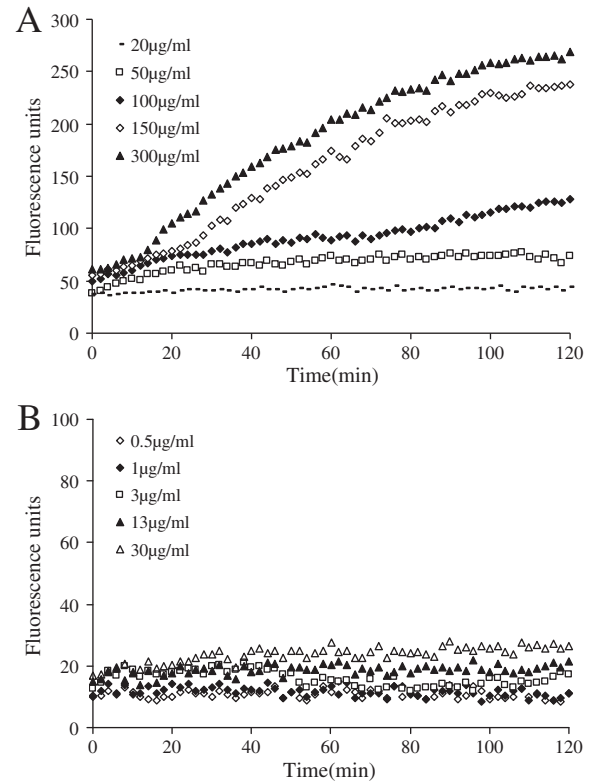 A
300
250
200
150
100
50
0
Fluorescence units
20µg/ml
50µg/ml
100µg/ml
150µg/ml
300µg/ml
0 20 40 60 80 100 120
Time(min)
B
100
80
60
40
20
0
Fluorescence units
0.5µg/ml
1µg/ml
3µg/ml
13µg/ml
30µg/ml
0 20 40 60 80 100 120
Time(min)